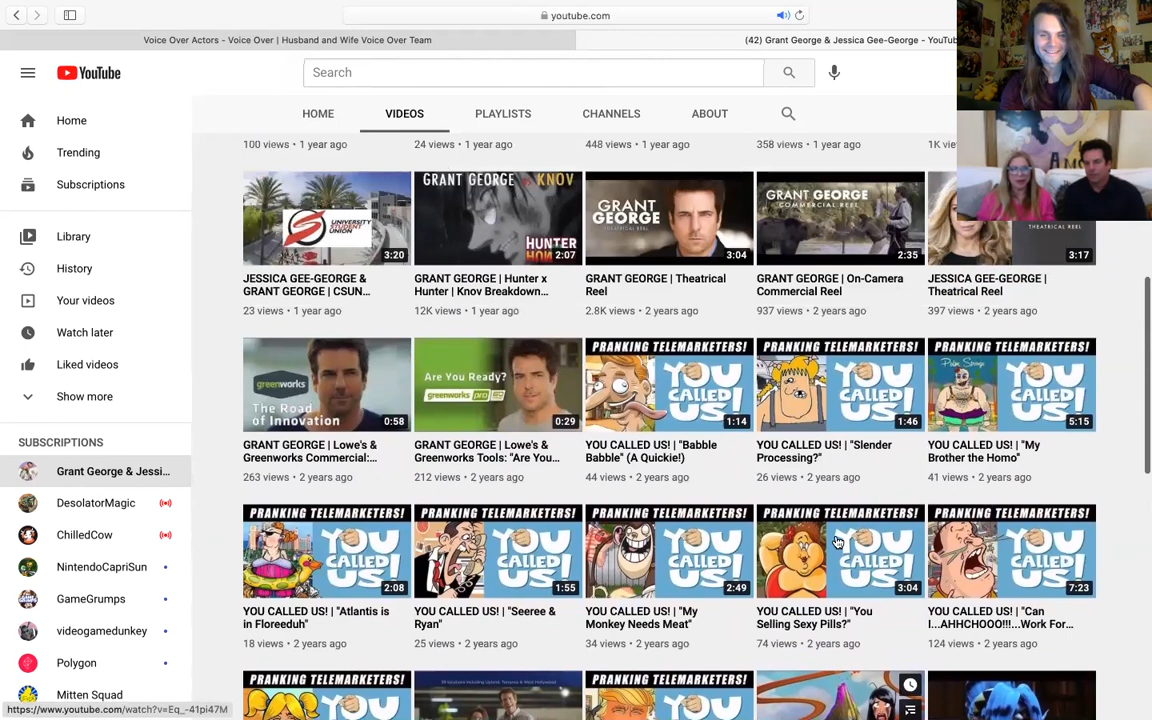 youtube.com
Voice Over Actors - Voice Over | Husband and Wife Voice Over Team
(42) Grant George & Jessica Gee-George - YouTub
YouTube
Search
HOME
VIDEOS
PLAYLISTS
CHANNELS
ABOUT
Home
Trending
Subscriptions
Library
History
Your videos
Watch later
Liked videos
Show more
SUBSCRIPTIONS
Grant George & Jessi...
DesolatorMagic
ChilledCow
NintendoCapriSun
GameGrumps
videogamedunkey
Polygon
Mitten Squad
https://www.youtube.com/watch?v=Eq_-41pi47M
100 views • 1 year ago
24 views • 1 year ago
448 views • 1 year ago
358 views • 1 year ago
UNIVERSITY
STUDENT
UNION
3:20
GRANT GEORGE is KNOV
HUNTER
2:07
GRANT
GEORGE
THEATRICAL REEL
3:04
GRANT GEORGE
COMMERCIAL REEL
2:35
THEATRICAL REEL
3:17
JESSICA GEE-GEORGE &
GRANT GEORGE | CSUN...
GRANT GEORGE | Hunter x
Hunter | Knov Breakdown...
GRANT GEORGE | Theatrical
Reel
GRANT GEORGE | On-Camera
Commercial Reel
JESSICA GEE-GEORGE |
Theatrical Reel
23 views • 1 year ago
12K views • 1 year ago
2.8K views • 2 years ago
937 views • 2 years ago
397 views • 2 years ago
greenworks
The Road
of Innovation
0:58
Are You Ready?
greenworks pro
0:29
PRANKING TELEMARKETERS!
YOU
CALLED
US!
1:14
PRANKING TELEMARKETERS!
YOU
CALLED
US!
1:46
PRANKING TELEMARKETERS!
Palm Springs
YOU
CALLED
US!
5:15
GRANT GEORGE | Lowe's &
Greenworks Commercial:...
GRANT GEORGE | Lowe's &
Greenworks Tools: "Are You...
YOU CALLED US! | "Babble
Babble" (A Quickie!)
YOU CALLED US! | "Slender
Processing?"
YOU CALLED US! | "My
Brother the Homo"
263 views • 2 years ago
212 views • 2 years ago
44 views • 2 years ago
26 views • 2 years ago
41 views • 2 years ago
PRANKING TELEMARKETERS!
YOU
CALLED
US!
2:08
PRANKING TELEMARKETERS!
YOU
CALLED
US!
1:55
PRANKING TELEMARKETERS!
YOU
CALLED
US!
2:49
PRANKING TELEMARKETERS!
YOU
CALLED
US!
3:04
PRANKING TELEMARKETERS!
YOU
CALLED
US!
7:23
YOU CALLED US! | "Atlantis is
in Floreeduh"
YOU CALLED US! | "Seeree &
Ryan"
YOU CALLED US! | "My
Monkey Needs Meat"
YOU CALLED US! | "You
Selling Sexy Pills?"
YOU CALLED US! | "Can
I...AHHCHOOO!!!...Work For...
18 views • 2 years ago
25 views • 2 years ago
34 views • 2 years ago
74 views • 2 years ago
124 views • 2 years ago
PRANKING TELEMARKETERS!
YOU
PRANKING TELEMARKETERS!
YOU